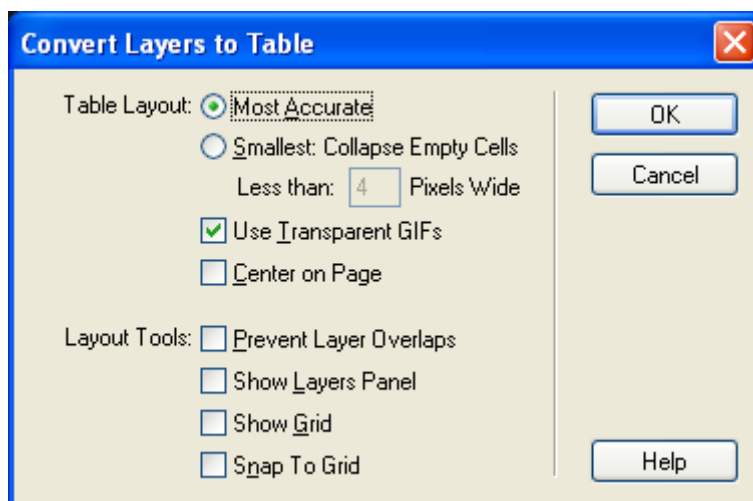 Convert Layers to Table
Table Layout: Most Accurate
Smallest: Collapse Empty Cells
Less than: 4 Pixels Wide
Use Transparent GIFs
Center on Page
Layout Tools: Prevent Layer Overlaps
Show Layers Panel
Show Grid
Snap To Grid
OK
Cancel
Help